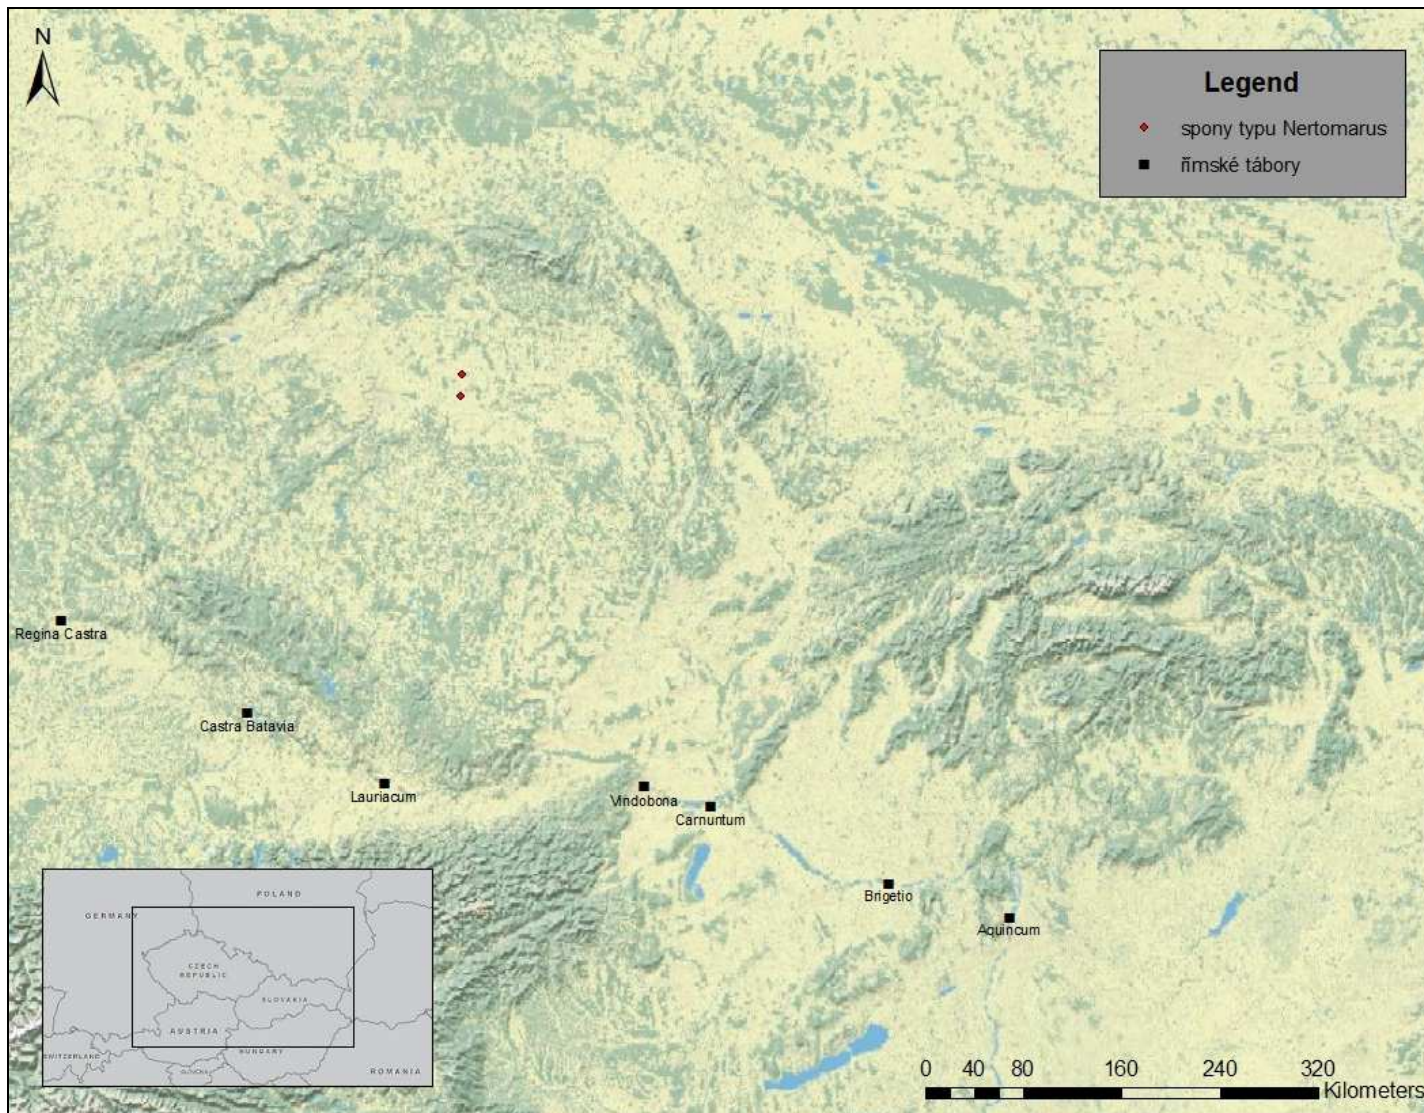 N
Legend
spony typu Nertomarus
římské tábory
Regina Castra
Castra Batavia
Lauriacum
Vindobona
Carnuntum
Brigetio
Aquincum
POLAND
GERMANY
CZECH
REPUBLIC
SLOVAKIA
AUSTRIA
HUNGARY
SWITZERLAND
ROMANIA
0 40 80 160 240 320
Kilometers